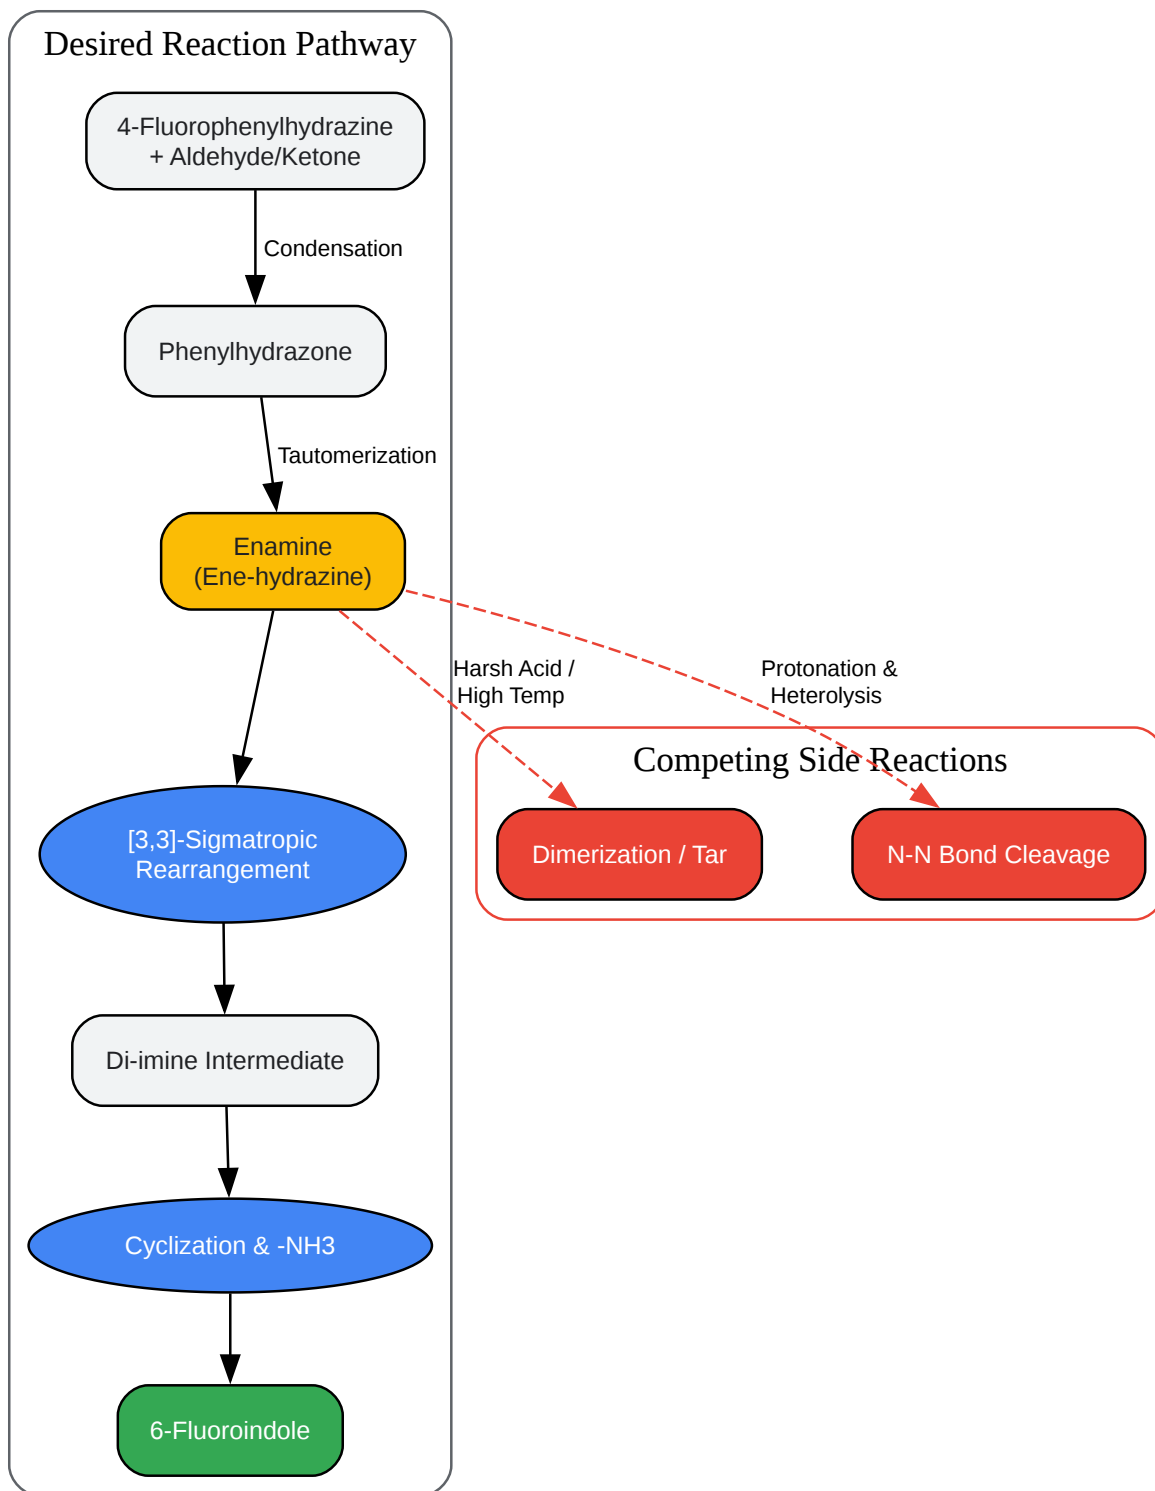 Desired Reaction Pathway
4-Fluorophenylhydrazine
+ Aldehyde/Ketone
Condensation
Phenylhydrazone
Tautomerization
Enamine
(Ene-hydrazine)
Harsh Acid /
High Temp
Protonation &
Heterolysis
Competing Side Reactions
[3,3]-Sigmatropic
Rearrangement
Dimerization / Tar
N-N Bond Cleavage
Di-imine Intermediate
Cyclization & -NH3
6-Fluoroindole